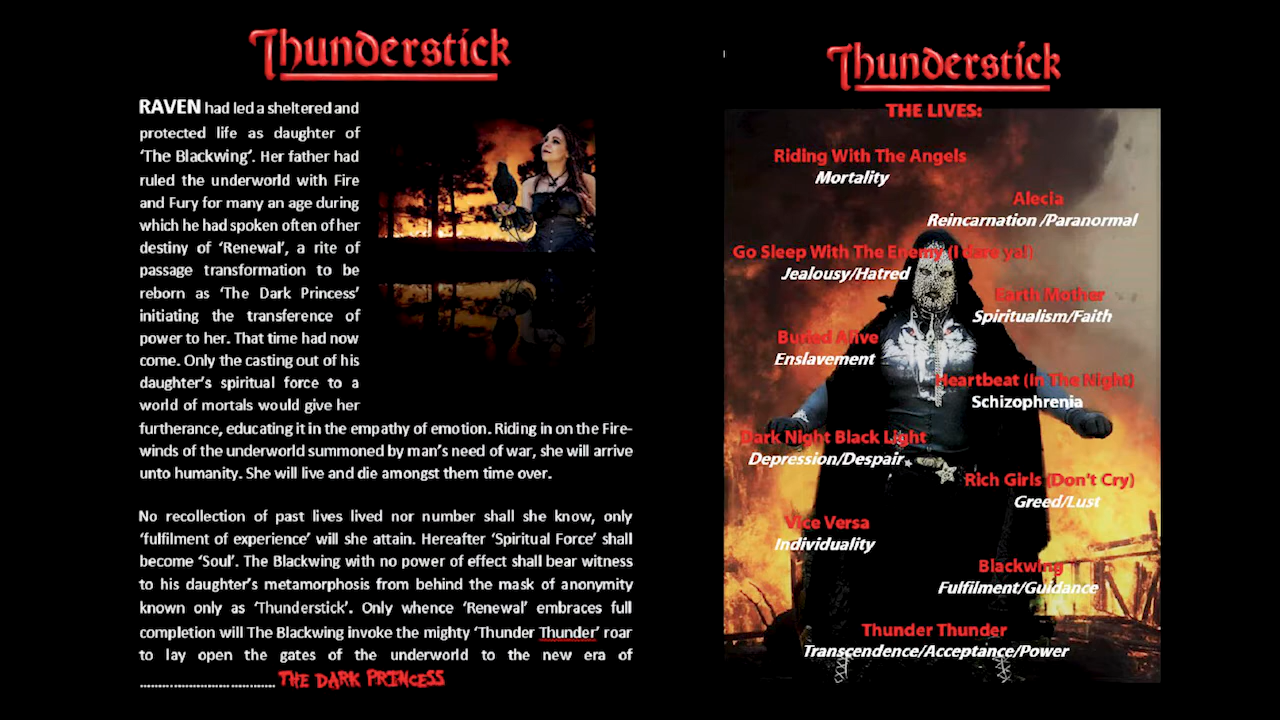 Thunderstick
RAVEN had led a sheltered and
protected life as daughter of
‘The Blackwing’. Her father had
ruled the underworld with Fire
and Fury for many an age during
which he had spoken often of her
destiny of ‘Renewal’, a rite of
passage transformation to be
reborn as ‘The Dark Princess’
initiating the transference of
power to her. That time had now
come. Only the casting out of his
daughter’s spiritual force to a
world of mortals would give her
furtherance, educating it in the empathy of emotion. Riding in on the Fire-
winds of the underworld summoned by man’s need of war, she will arrive
unto humanity. She will live and die amongst them time over.
No recollection of past lives lived nor number shall she know, only
‘fulfilment of experience’ will she attain. Hereafter ‘Spiritual Force’ shall
become ‘Soul’. The Blackwing with no power of effect shall bear witness
to his daughter’s metamorphosis from behind the mask of anonymity
known only as ‘Thunderstick’. Only whence ‘Renewal’ embraces full
completion will The Blackwing invoke the mighty ‘Thunder Thunder’ roar
to lay open the gates of the underworld to the new era of
.................................... THE DARK PRINCESS
Thunderstick
THE LIVES:
Riding With The Angels
Mortality
Alecia
Reincarnation /Paranormal
Go Sleep With The Enemy (I dare ya!)
Jealousy/Hatred
Earth Mother
Spiritualism/Faith
Buried Alive
Enslavement
Heartbeat (In The Night)
Schizophrenia
Dark Night Black Light
Depression/Despair
Rich Girls (Don't Cry)
Greed/Lust
Vice Versa
Individuality
Blackwing
Fulfilment/Guidance
Thunder Thunder
Transcendence/Acceptance/Power